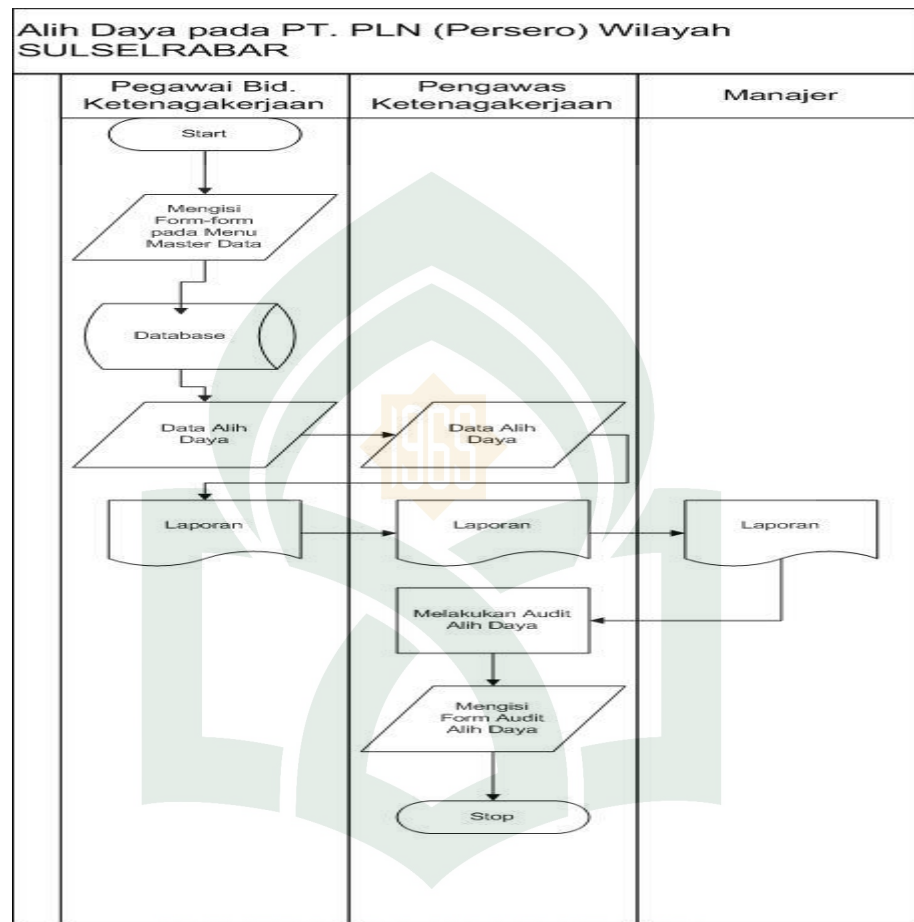 Alih Daya pada PT. PLN (Persero) Wilayah
SULSELRABAR
Pegawai Bid.
Ketenagakerjaan
Pengawas
Ketenagakerjaan
Manajer
Start
Mengisi
Form-form
pada Menu
Master Data
Database
Data Alih
Daya
Data Alih
Daya
1965
Laporan
Laporan
Laporan
Melakukan Audit
Alih Daya
Mengisi
Form Audit
Alih Daya
Stop